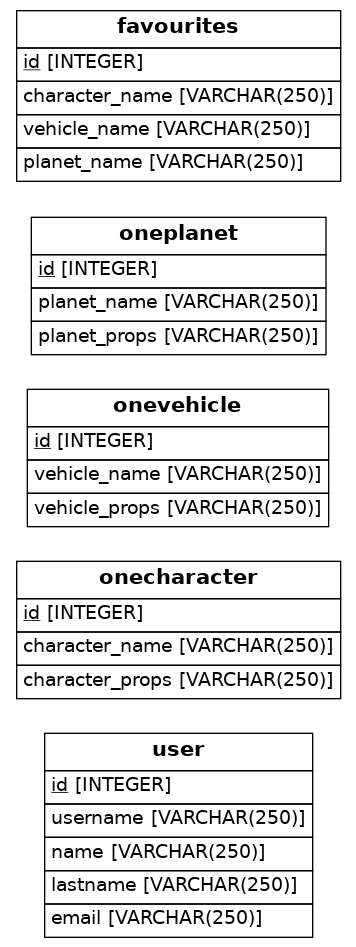 favourites
id [INTEGER]
character_name [VARCHAR(250)]
vehicle_name [VARCHAR(250)]
planet_name [VARCHAR(250)]
oneplanet
id [INTEGER]
planet_name [VARCHAR(250)]
planet_props [VARCHAR(250)]
onevehicle
id [INTEGER]
vehicle_name [VARCHAR(250)]
vehicle_props [VARCHAR(250)]
onecharacter
id [INTEGER]
character_name [VARCHAR(250)]
character_props [VARCHAR(250)]
user
id [INTEGER]
username [VARCHAR(250)]
name [VARCHAR(250)]
lastname [VARCHAR(250)]
email [VARCHAR(250)]